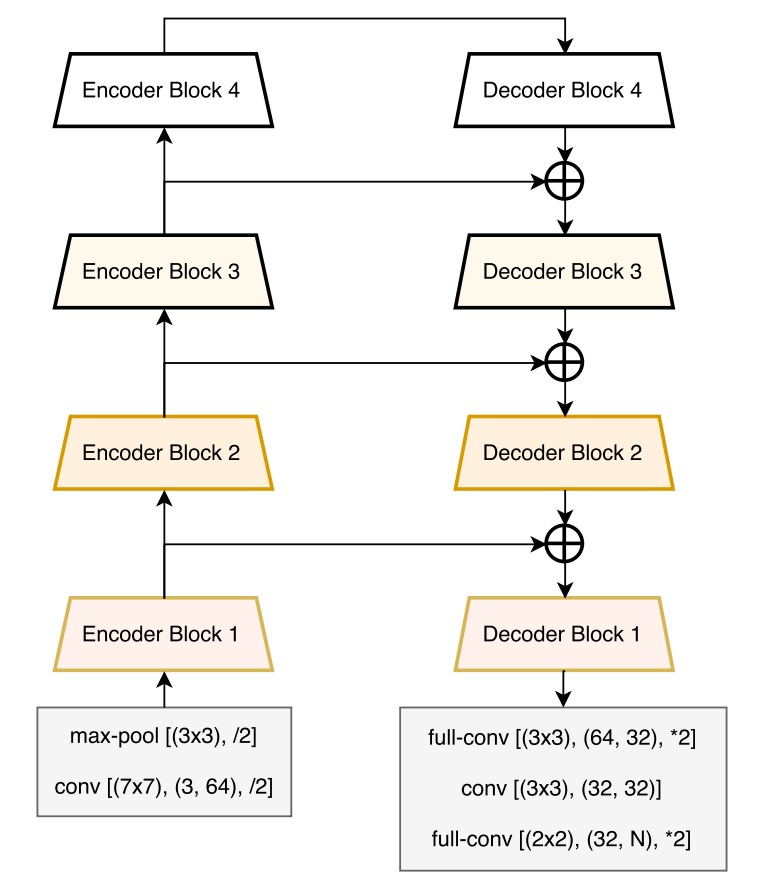 Encoder Block 4
Decoder Block 4
Encoder Block 3
Decoder Block 3
Encoder Block 2
Decoder Block 2
Encoder Block 1
Decoder Block 1
max-pool [(3x3), /2]
conv [(7x7), (3, 64), /2]
full-conv [(3x3), (64, 32), *2]
conv [(3x3), (32, 32)]
full-conv [(2x2), (32, N), *2]